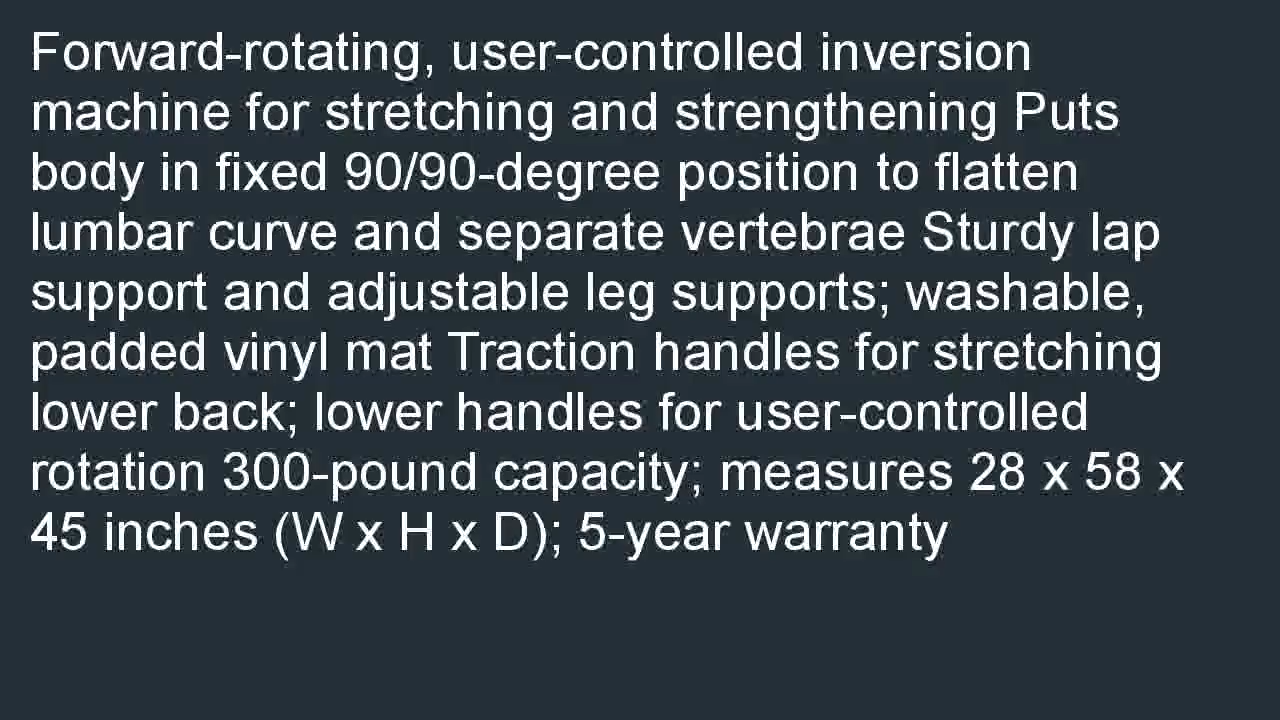 Forward-rotating, user-controlled inversion
machine for stretching and strengthening Puts
body in fixed 90/90-degree position to flatten
lumbar curve and separate vertebrae Sturdy lap
support and adjustable leg supports; washable,
padded vinyl mat Traction handles for stretching
lower back; lower handles for user-controlled
rotation 300-pound capacity; measures 28 x 58 x
45 inches (W x H x D); 5-year warranty